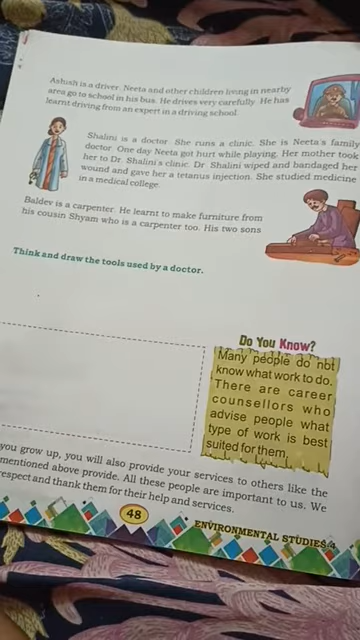 Ashish is a driver. Neeta and other children living in nearby
area go to school in his bus. He drives very carefully. He has
learnt driving from an expert in a driving school.
Shalini is a doctor. She runs a clinic. She is Neeta's family
doctor. One day Neeta got hurt while playing. Her mother took
her to Dr. Shalini's clinic. Dr. Shalini wiped and bandaged her
wound and gave her a tetanus injection. She studied medicine
in a medical college.
Baldev is a carpenter. He learnt to make furniture from
his cousin Shyam who is a carpenter too. His two sons
Think and draw the tools used by a doctor.
Do You Know?
Many people do not
know what work to do.
There are career
counsellors who
advise people what
type of work is best
suited for them.
you grow up, you will also provide your services to others like the
mentioned above provide. All these people are important to us. We
respect and thank them for their help and services.
48
ENVIRONMENTAL STUDIES-4